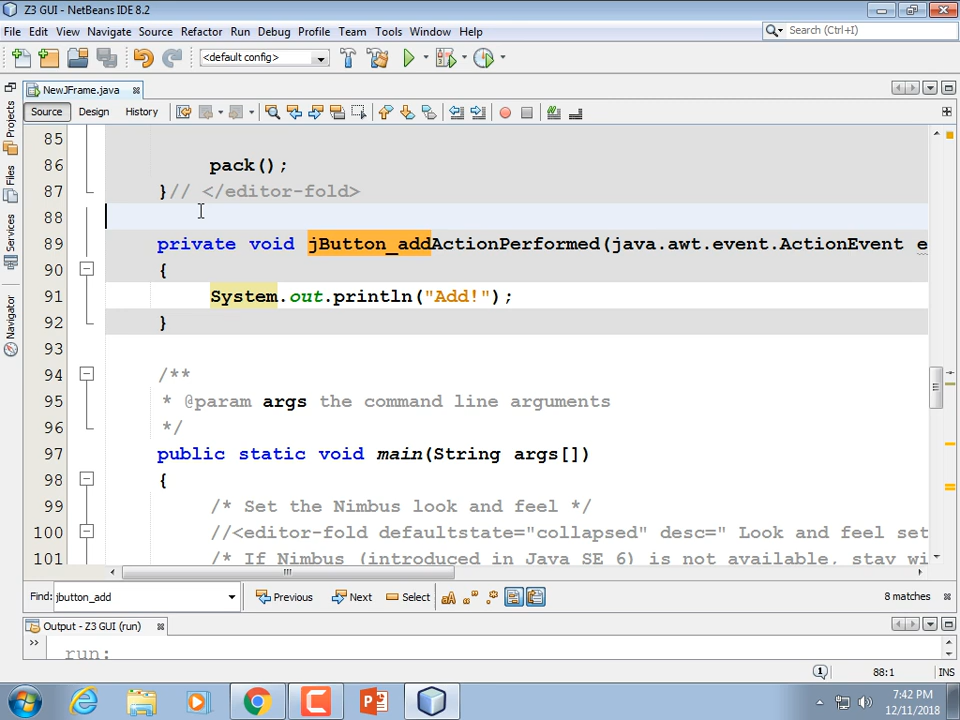 Z3 GUI - NetBeans IDE 8.2
File Edit View Navigate Source Refactor Run Debug Profile Team Tools Window Help
Search (Ctrl+I)
<default config>
NewJFrame.java
Source Design History
Projects
Files
Services
Navigator
85
86 pack();
87 }// </editor-fold>
88
89 private void jButton_addActionPerformed(java.awt.event.ActionEvent e
90 {
91 System.out.println("Add!");
92 }
93
94 /**
95 * @param args the command line arguments
96 */
97 public static void main(String args[])
98 {
99 /* Set the Nimbus look and feel */
100 //<editor-fold defaultstate="collapsed" desc=" Look and feel set
101 /* If Nimbus (introduced in Java SE 6) is not available, stay wi
Find: jbutton_add Previous Next Select 8 matches
Output - Z3 GUI (run)
run:
88:1 INS
7:42 PM
12/11/2018